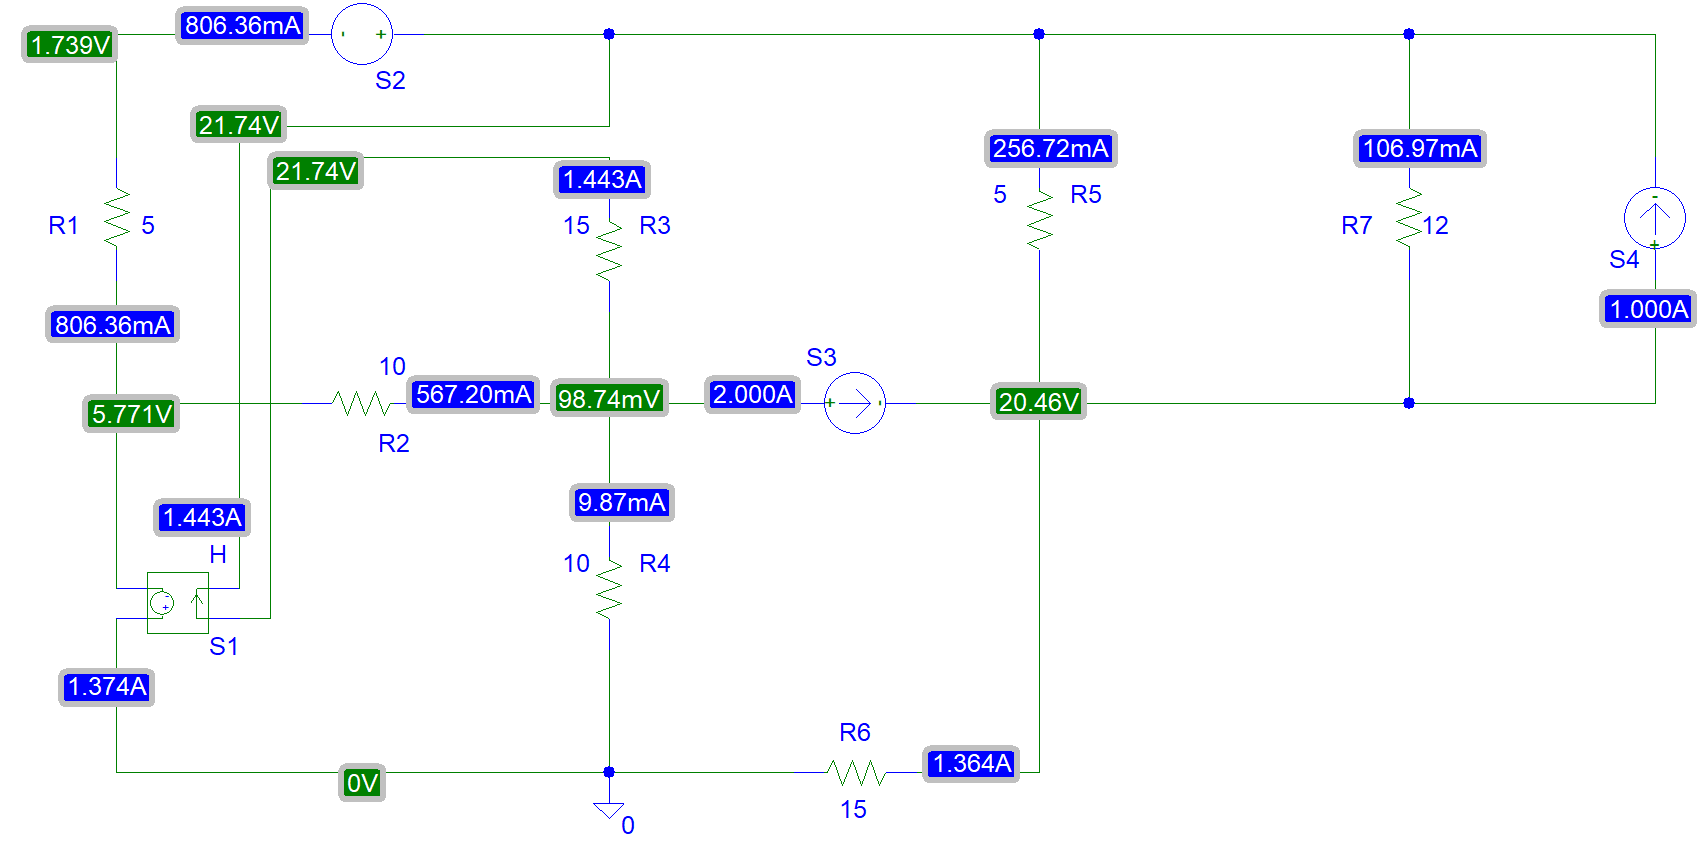 806.36mA
1.739V
- +
S2
21.74V
21.74V
1.443A
256.72mA
106.97mA
R1 5
15 R3
5 R5
R7 12
-
+
S4
1.000A
806.36mA
10
567.20mA
98.74mV
2.000A
S3
+ -
20.46V
5.771V
R2
9.87mA
1.443A
H
10 R4
-
+
S1
1.374A
R6
1.364A
0V
15
0